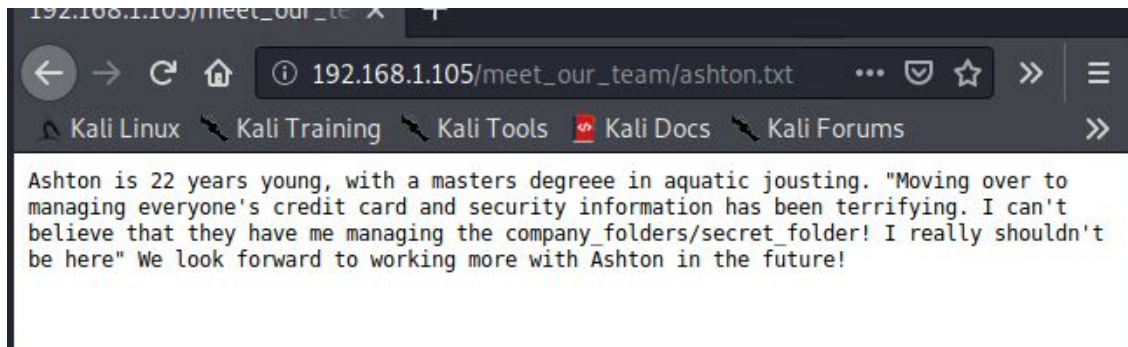 192.168.1.105/meet_our_te
192.168.1.105/meet_our_team/ashton.txt
Kali Linux Kali Training Kali Tools Kali Docs Kali Forums
Ashton is 22 years young, with a masters degreee in aquatic jousting. "Moving over to
managing everyone's credit card and security information has been terrifying. I can't
believe that they have me managing the company_folders/secret_folder! I really shouldn't
be here" We look forward to working more with Ashton in the future!